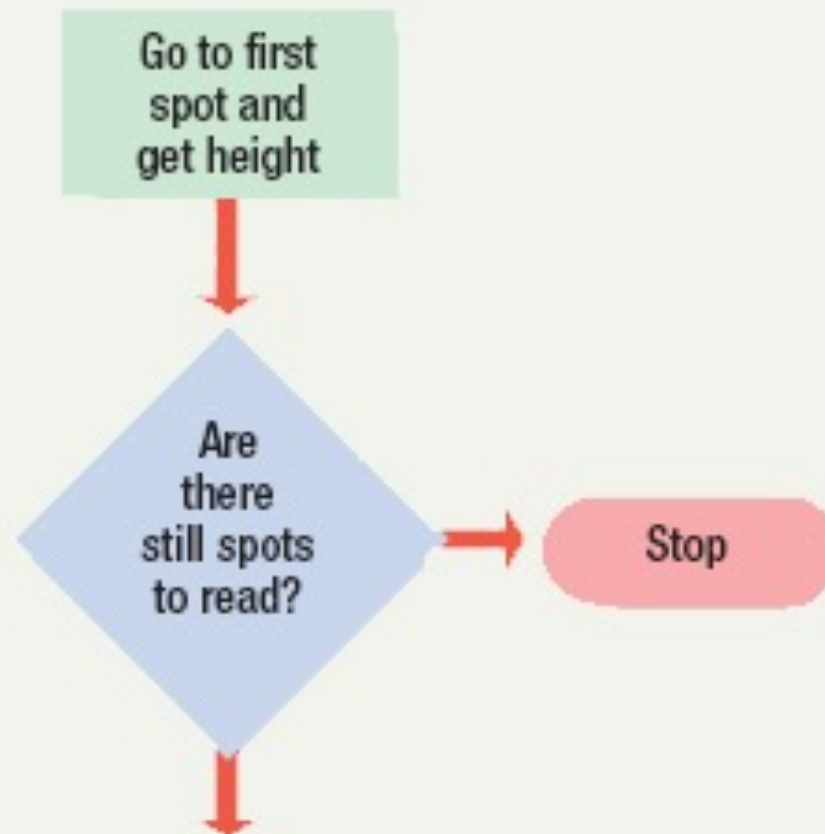 Go to first
spot and
get height
Are
there
still spots
to read?
Stop